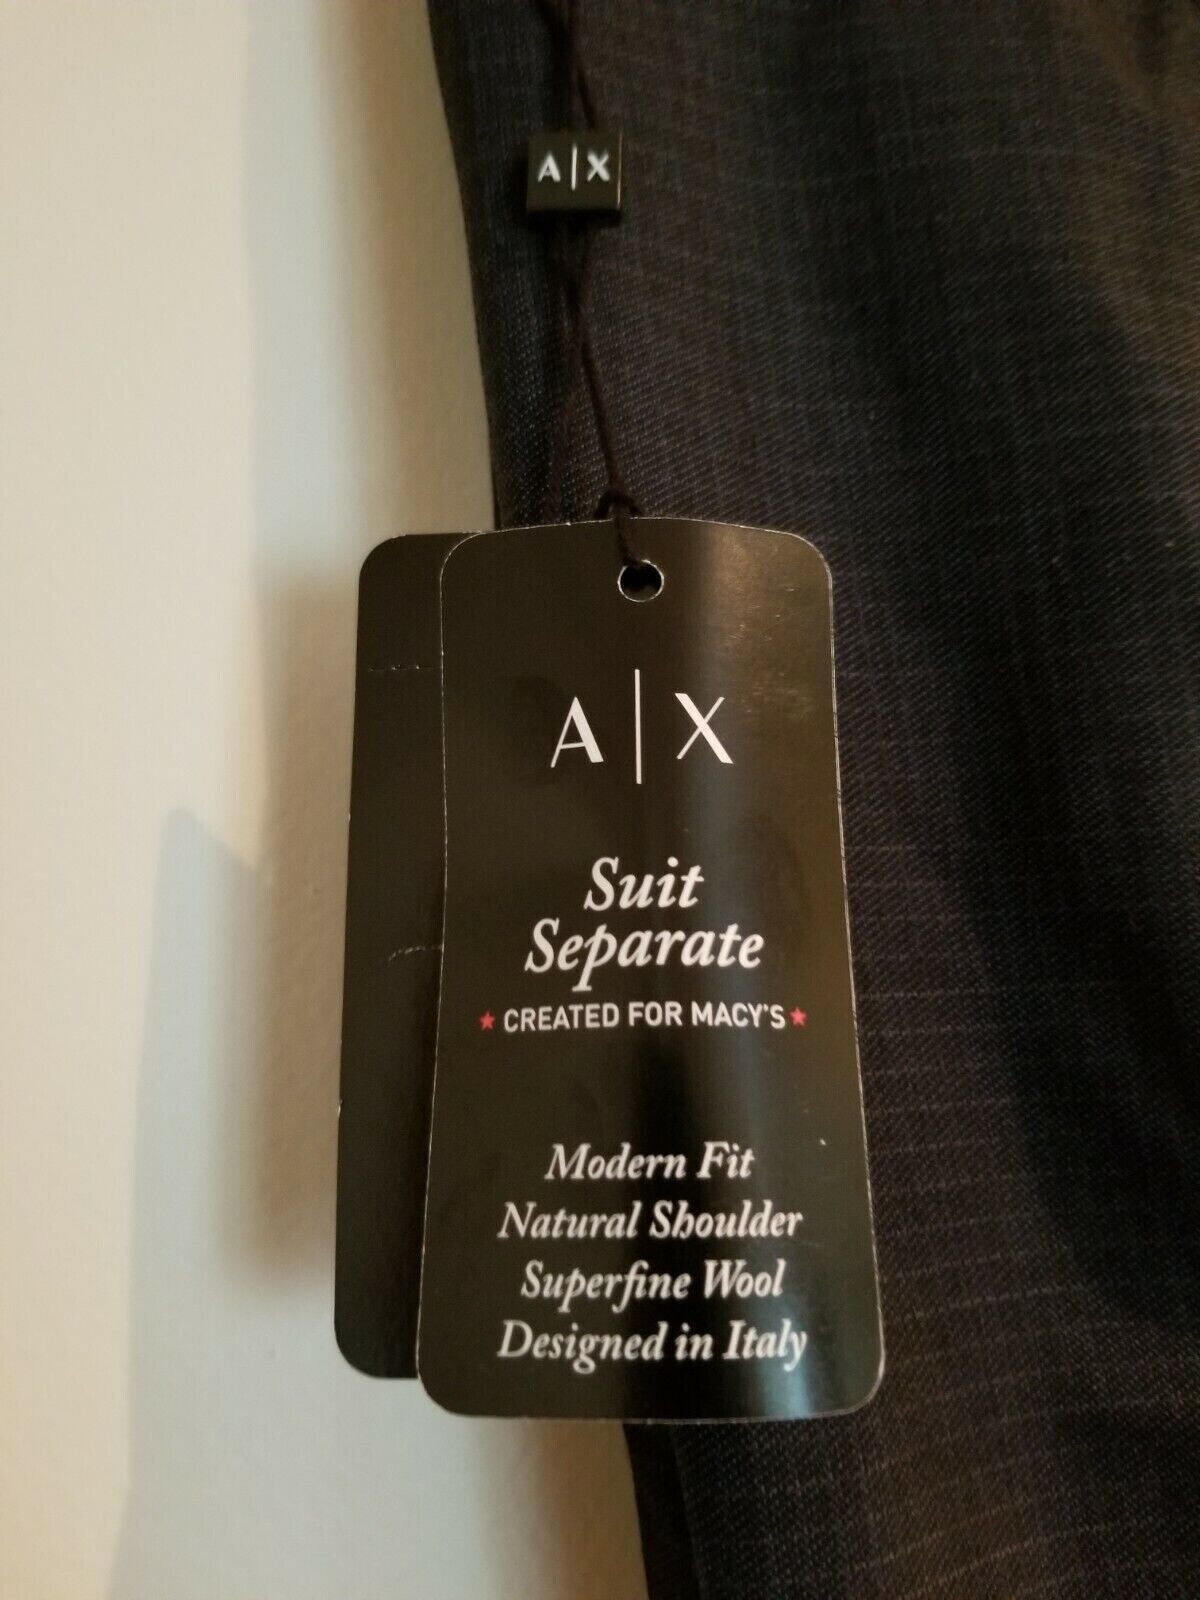 A|X
A|X
Suit
Separate
★ CREATED FOR MACY'S ★
Modern Fit
Natural Shoulder
Superfine Wool
Designed in Italy